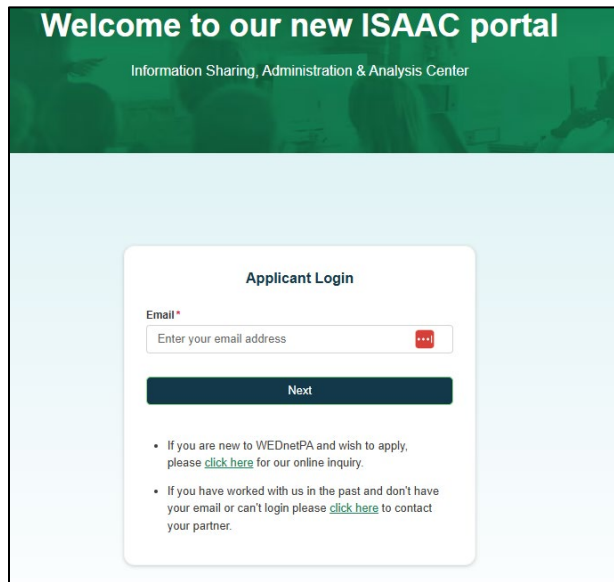 Welcome to our new ISAAC portal
Information Sharing, Administration & Analysis Center
Applicant Login
Email*
Enter your email address
Next
• If you are new to WEDnetPA and wish to apply,
please click here for our online inquiry.
• If you have worked with us in the past and don't have
your email or can't login please click here to contact
your partner.